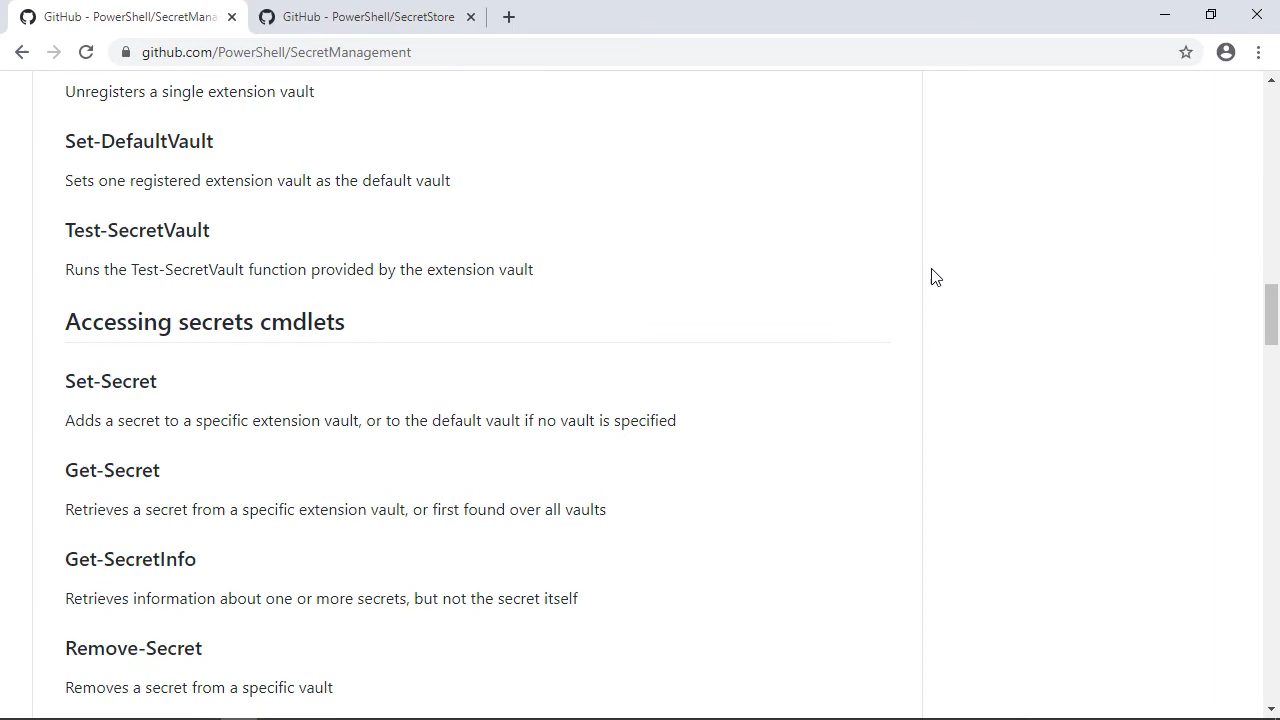 GitHub - PowerShell/SecretMana
GitHub - PowerShell/SecretStore
github.com/PowerShell/SecretManagement
Unregisters a single extension vault
Set-DefaultVault
Sets one registered extension vault as the default vault
Test-SecretVault
Runs the Test-SecretVault function provided by the extension vault
Accessing secrets cmdlets
Set-Secret
Adds a secret to a specific extension vault, or to the default vault if no vault is specified
Get-Secret
Retrieves a secret from a specific extension vault, or first found over all vaults
Get-SecretInfo
Retrieves information about one or more secrets, but not the secret itself
Remove-Secret
Removes a secret from a specific vault